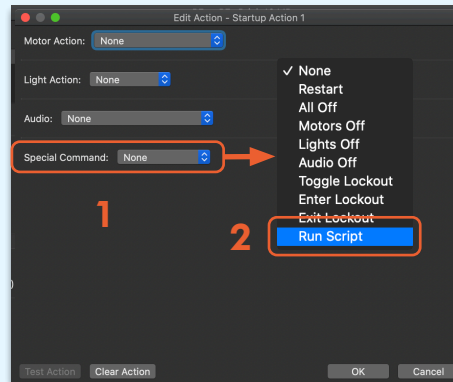 Edit Action - Startup Action 1
Motor Action: None
Light Action: None
Audio: None
Special Command: None
✓ None
Restart
All Off
Motors Off
Lights Off
Audio Off
Toggle Lockout
Enter Lockout
Exit Lockout
Run Script
1
2
Test Action Clear Action OK Cancel